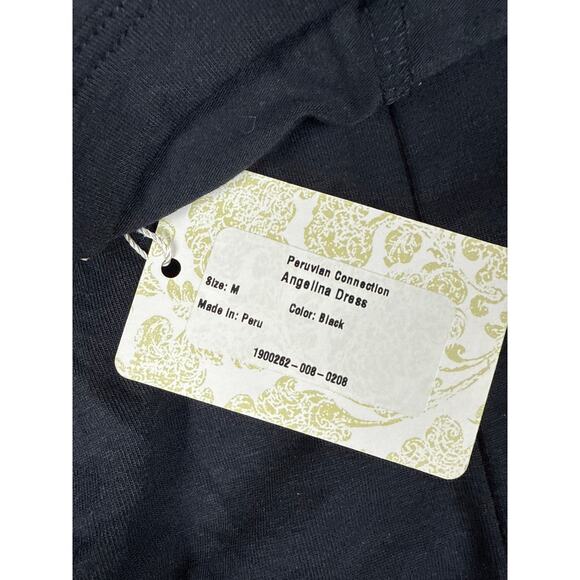 Peruvian Connection
Angelina Dress
Size: M
Made In: Peru Color: Black
1900262-008-0208